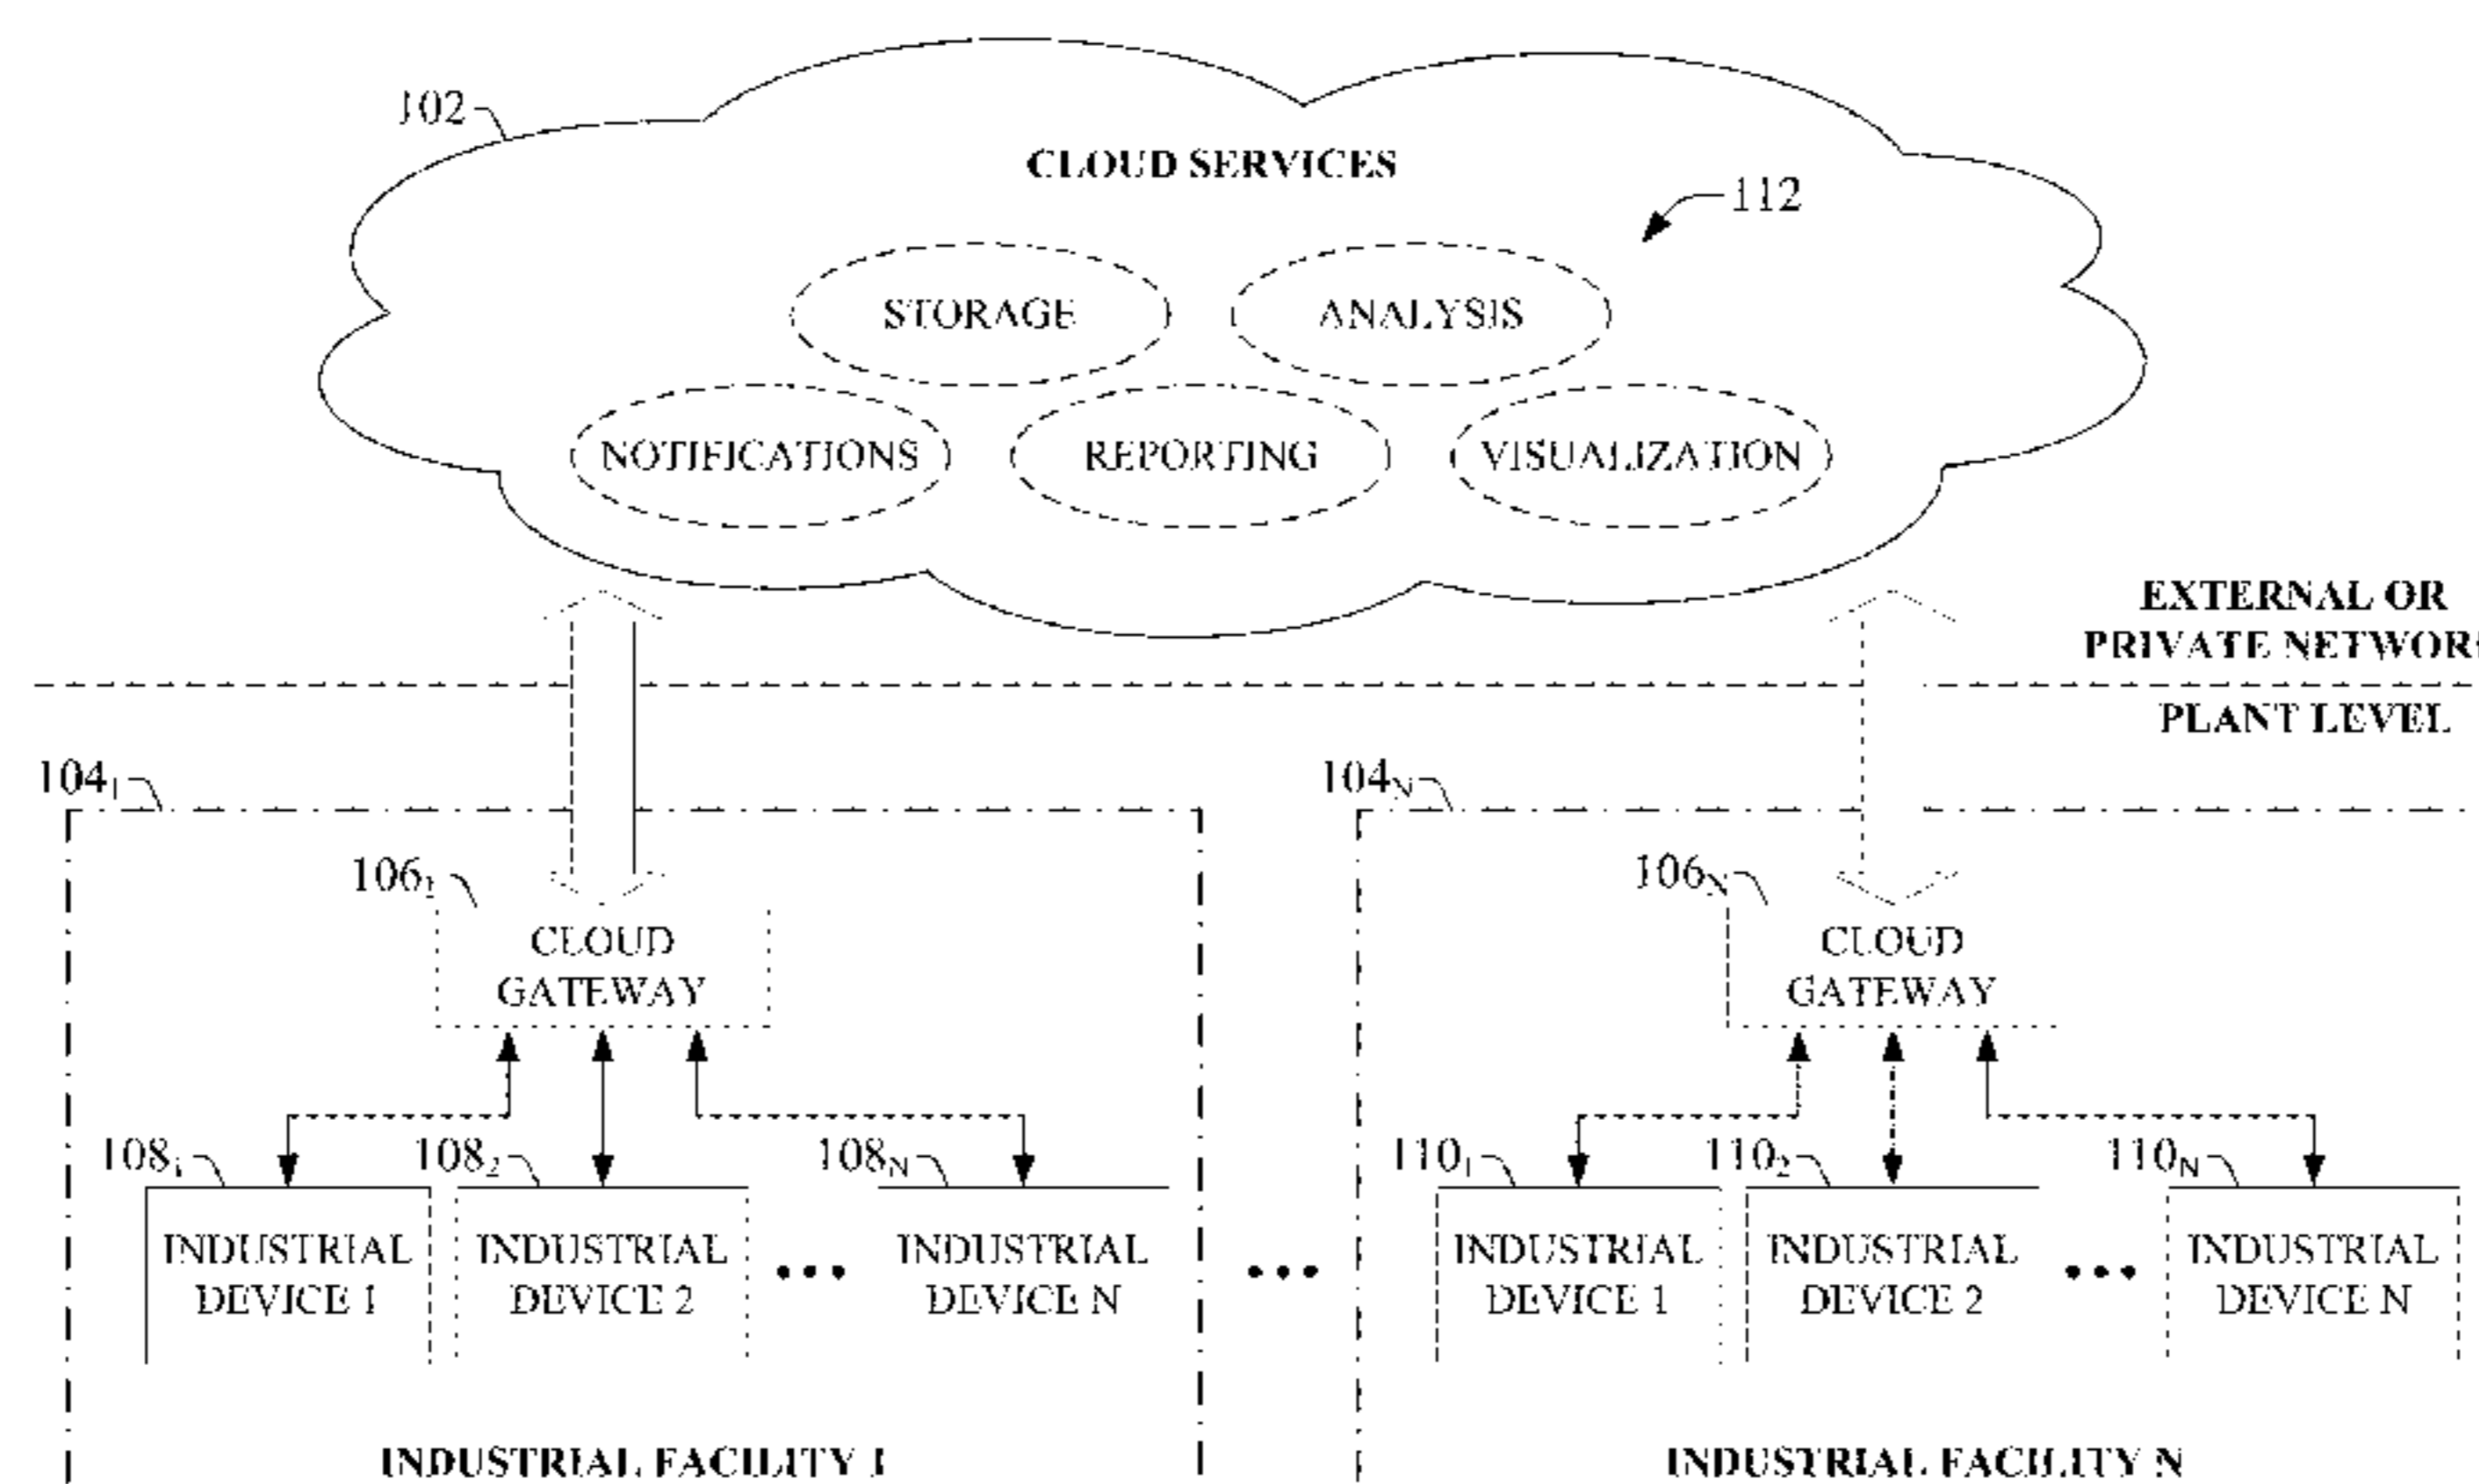 102
CLOUD SERVICES
112
STORAGE
ANALYSIS
NOTIFICATIONS
REPORTING
VISUALIZATION
EXTERNAL OR
PRIVATE NETWORK
PLANT LEVEL
104₁
104N
106₁
106N
CLOUD
GATEWAY
CLOUD
GATEWAY
108₁
108₂
108N
110₁
110₂
110N
INDUSTRIAL
DEVICE 1
INDUSTRIAL
DEVICE 2
•••
INDUSTRIAL
DEVICE N
•••
INDUSTRIAL
DEVICE 1
INDUSTRIAL
DEVICE 2
•••
INDUSTRIAL
DEVICE N
INDUSTRIAL FACILITY 1
INDUSTRIAL FACILITY N